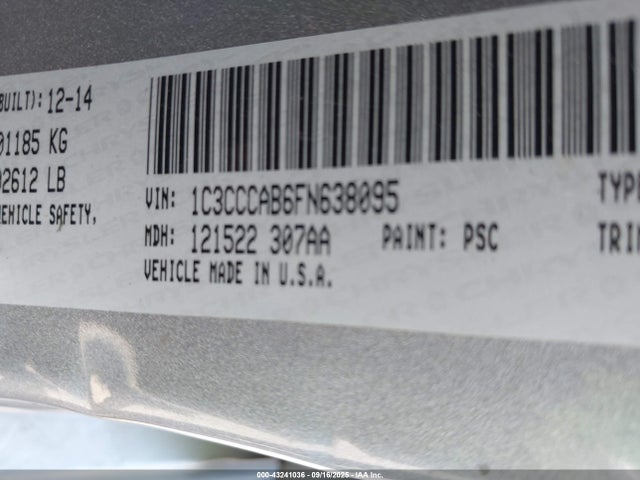 BUILT): 12-14
01185 KG
02612 LB
VEHICLE SAFETY,
VIN: 1C3CCCAB6FN638095
MDH: 121522 307AA
PAINT: PSC
VEHICLE MADE IN U.S.A.
TYPE
TRIM
000-43241036 - 09/16/2025 - IAA Inc.